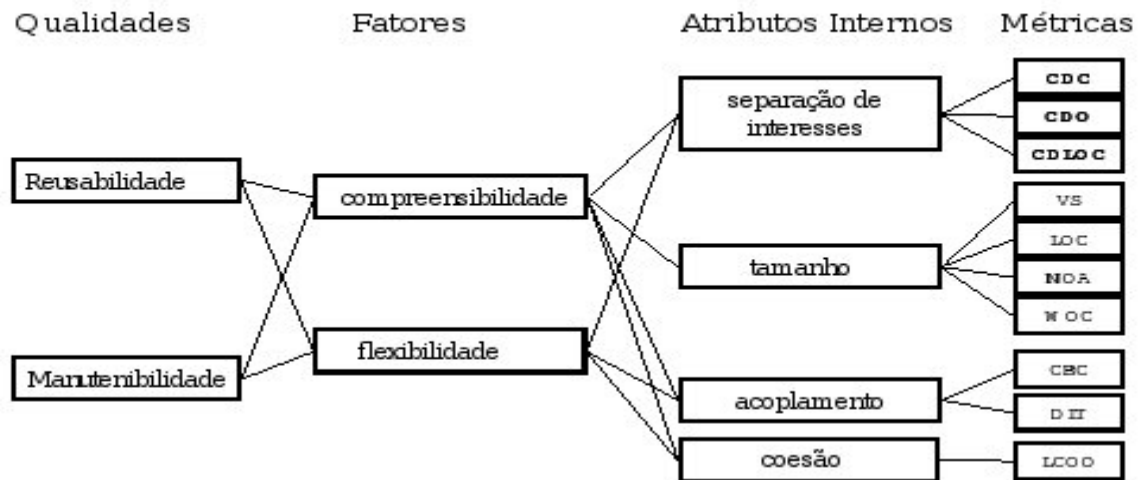 Qualidades Fatores Atributos Internos Métricas
separação de
interesses
CDC
CDO
CDLOC
Reusabilidade
compreensibilidade
VS
LOC
NOA
WOC
tamanho
flexibilidade
Manutenibilidade
acoplamento
CBC
DIT
coesão
LCOO